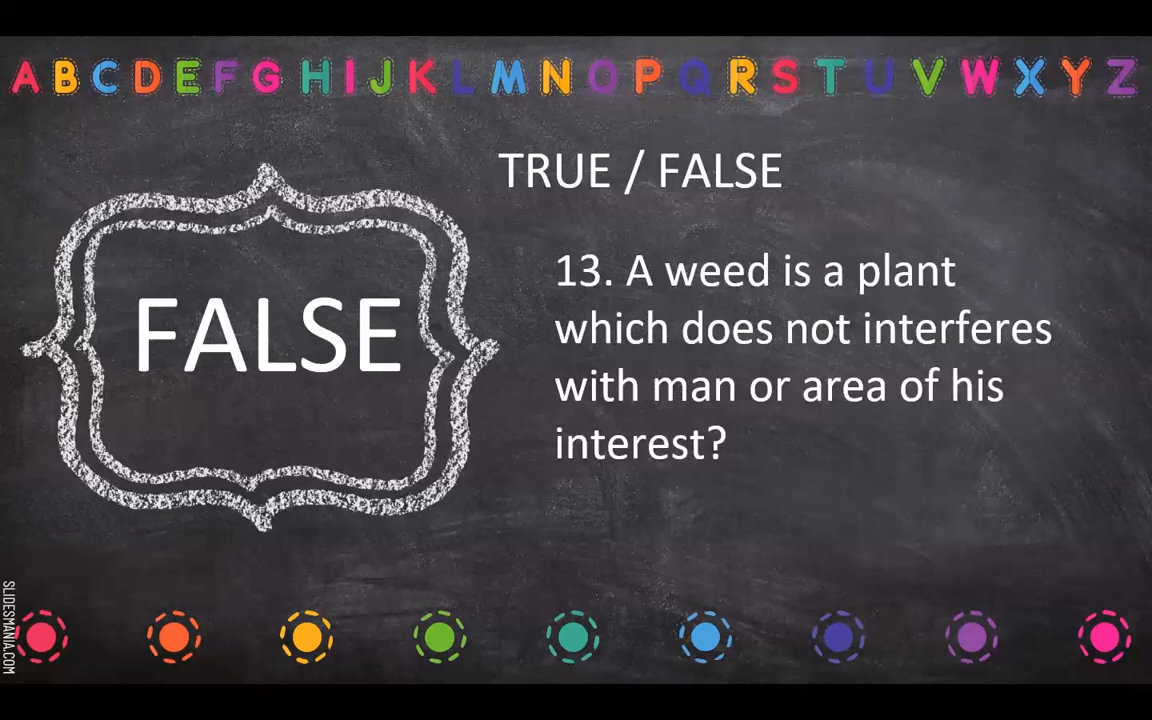 A B C D E F G H I J K L M N O P Q R S T U V W X Y Z
TRUE / FALSE
FALSE
13. A weed is a plant
which does not interferes
with man or area of his
interest?
SLIDESMANIA.COM